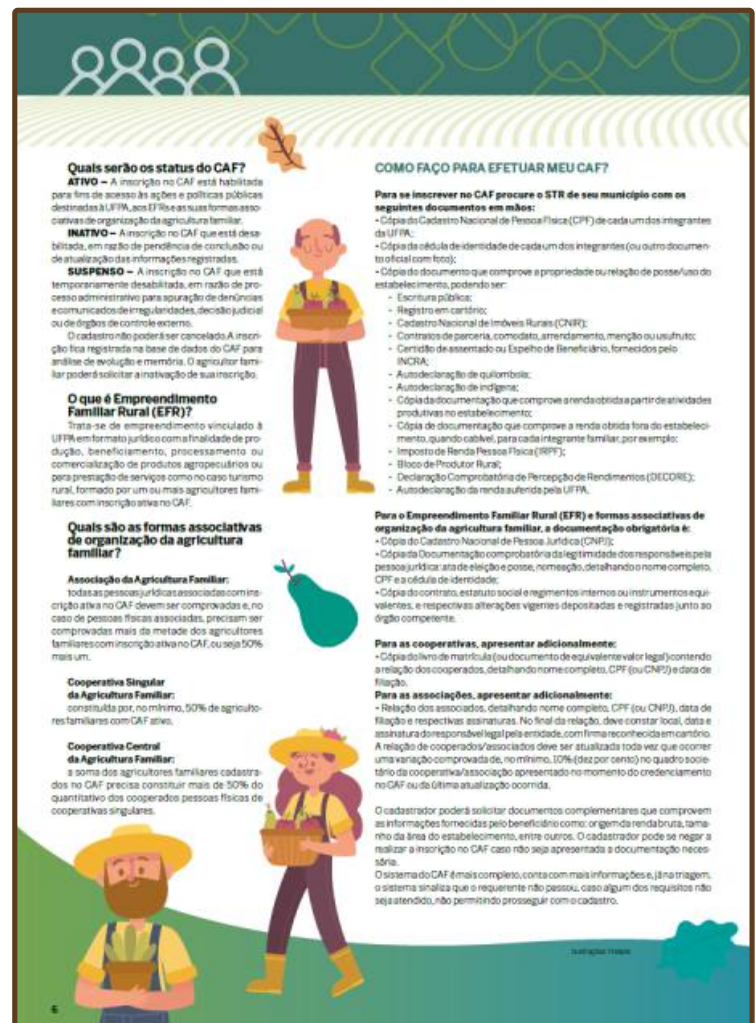 Quais serão os status do CAF?
ATIVO – A inscrição no CAF está habilitada
para fins de acesso às ações e políticas públicas
destinadas à UFPA, aos EFRs e as suas formas asso-
ciativas de organização da agricultura familiar.
INATIVO – A inscrição no CAF que está desa-
bilitada, em razão de pendência de conclusão ou
de atualização das informações registradas.
SUSPENSO – A inscrição no CAF que está
temporariamente desabilitada, em razão de pro-
cesso administrativo para apuração de denúncias
e comunicados de irregularidades, decisão judicial
ou de órgãos de controle externo.
O cadastro não poderá ser cancelado. A inscri-
ção fica registrada na base de dados do CAF para
análise de evolução e memória. O agricultor fami-
liar poderá solicitar a inativação de sua inscrição.
O que é Empreendimento
Familiar Rural (EFR)?
Trata-se de empreendimento vinculado à
UFPA em formato jurídico com a finalidade de pro-
dução, beneficiamento, processamento ou
comercialização de produtos agropecuários ou
para prestação de serviços como no caso turismo
rural, formado por um ou mais agricultores fami-
liares com inscrição ativa no CAF.
Quais são as formas associativas
de organização da agricultura
familiar?
Associação da Agricultura Familiar:
todas as pessoas jurídicas associadas com ins-
crição ativa no CAF devem ser comprovadas e, no
caso de pessoas físicas associadas, precisam ser
comprovadas mais da metade dos agricultores
familiares com inscrição ativa no CAF, ou seja 50%
mais um.
Cooperativa Singular
da Agricultura Familiar:
constituída por, no mínimo, 50% de agriculto-
res familiares com CAF ativo.
Cooperativa Central
da Agricultura Familiar:
a soma dos agricultores familiares cadastra-
dos no CAF precisa constituir mais de 50% do
quantitativo dos cooperados pessoas físicas de
cooperativas singulares.
COMO FAÇO PARA EFETUAR MEU CAF?
Para se inscrever no CAF procure o STR de seu município com os
seguintes documentos em mãos:
• Cópia do Cadastro Nacional de Pessoa Física (CPF) de cada um dos integrantes
da UFPA;
• Cópia da cédula de identidade de cada um dos integrantes (ou outro documen-
to oficial com foto);
• Cópia do documento que comprove a propriedade ou relação de posse/uso do
estabelecimento, podendo ser:
- Escritura pública;
- Registro em cartório;
- Cadastro Nacional de Imóveis Rurais (CNIR);
- Contratos de parceria, comodato, arrendamento, menção ou usufruto;
- Certidão de assentado ou Espelho de Beneficiário, fornecidos pelo
INCRA;
- Autodeclaração de quilombola;
- Autodeclaração de indígena;
- Cópia da documentação que comprove a renda obtida a partir de atividades
produtivas no estabelecimento;
- Cópia de documentação que comprove a renda obtida fora do estabeleci-
mento, quando cabível, para cada integrante familiar, por exemplo:
- Imposto de Renda Pessoa Física (IRPF);
- Bloco de Produtor Rural;
- Declaração Comprobatória de Percepção de Rendimentos (DECORE);
- Autodeclaração da renda auferida pela UFPA.
Para o Empreendimento Familiar Rural (EFR) e formas associativas de
organização da agricultura familiar, a documentação obrigatória é:
• Cópia do Cadastro Nacional de Pessoa Jurídica (CNPJ);
• Cópia da Documentação comprobatória da legitimidade dos responsáveis pela
pessoa jurídica: ata de eleição e posse, nomeação, detalhando o nome completo,
CPF e a cédula de identidade;
• Cópia do contrato, estatuto social e regimentos internos ou instrumentos equi-
valentes, e respectivas alterações vigentes depositadas e registradas junto ao
órgão competente.
Para as cooperativas, apresentar adicionalmente:
• Cópia do livro de matrícula (ou documento de equivalente valor legal) contendo
a relação dos cooperados, detalhando nome completo, CPF (ou CNPJ) e data de
filiação.
Para as associações, apresentar adicionalmente:
• Relação dos associados, detalhando nome completo, CPF (ou CNPJ), data de
filiação e respectivas assinaturas. No final da relação, deve constar local, data e
assinatura do responsável legal pela entidade, com firma reconhecida em cartório.
A relação de cooperados/associados deve ser atualizada toda vez que ocorrer
uma variação comprovada de, no mínimo, 10% (dez por cento) no quadro socie-
tário da cooperativa/associação apresentado no momento do credenciamento
no CAF ou da última atualização ocorrida.
O cadastrador poderá solicitar documentos complementares que comprovem
as informações fornecidas pelo beneficiário como: origem da renda bruta, tama-
nho da área do estabelecimento, entre outros. O cadastrador pode se negar a
realizar a inscrição no CAF caso não seja apresentada a documentação neces-
sária.
O sistema do CAF é mais completo, conta com mais informações e, já na triagem,
o sistema sinaliza que o requerente não passou, caso algum dos requisitos não
seja atendido, não permitindo prosseguir com o cadastro.
Ilustrações: Freepik
6